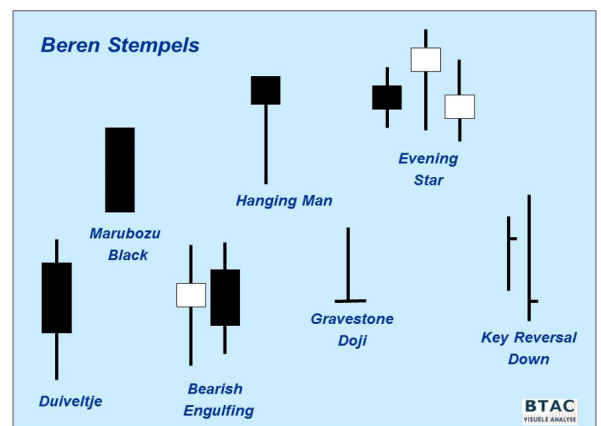 Beren Stempels
Evening
Star
Hanging Man
Marubozu
Black
Gravestone
Doji
Key Reversal
Down
Duiveltje
Bearish
Engulfing
BTAC
VISUELE ANALYSE